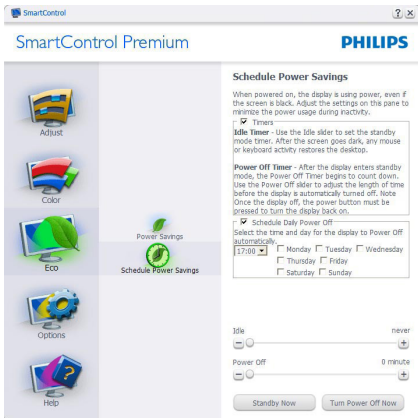 SmartControl
SmartControl Premium
PHILIPS
Adjust
Color
Eco
Options
Help
Power Savings
Schedule Power Savings
Schedule Power Savings
When powered on, the display is using power, even if
the screen is black. Adjust the settings on this pane to
minimize the power usage during inactivity.
Timers
Idle Timer - Use the Idle slider to set the standby
mode timer. After the screen goes dark, any mouse
or keyboard activity restores the desktop.
Power Off Timer - After the display enters standby
mode, the Power Off Timer begins to count down.
Use the Power Off slider to adjust the length of time
before the display is automatically turned off. Note
Once the display off, the power button must be
pressed to turn the display back on.
Schedule Daily Power Off
Select the time and day for the display to Power Off
automatically.
17:00 Monday Tuesday Wednesday
Thursday Friday
Saturday Sunday
Idle never
Power Off 0 minute
Standby Now Turn Power Off Now